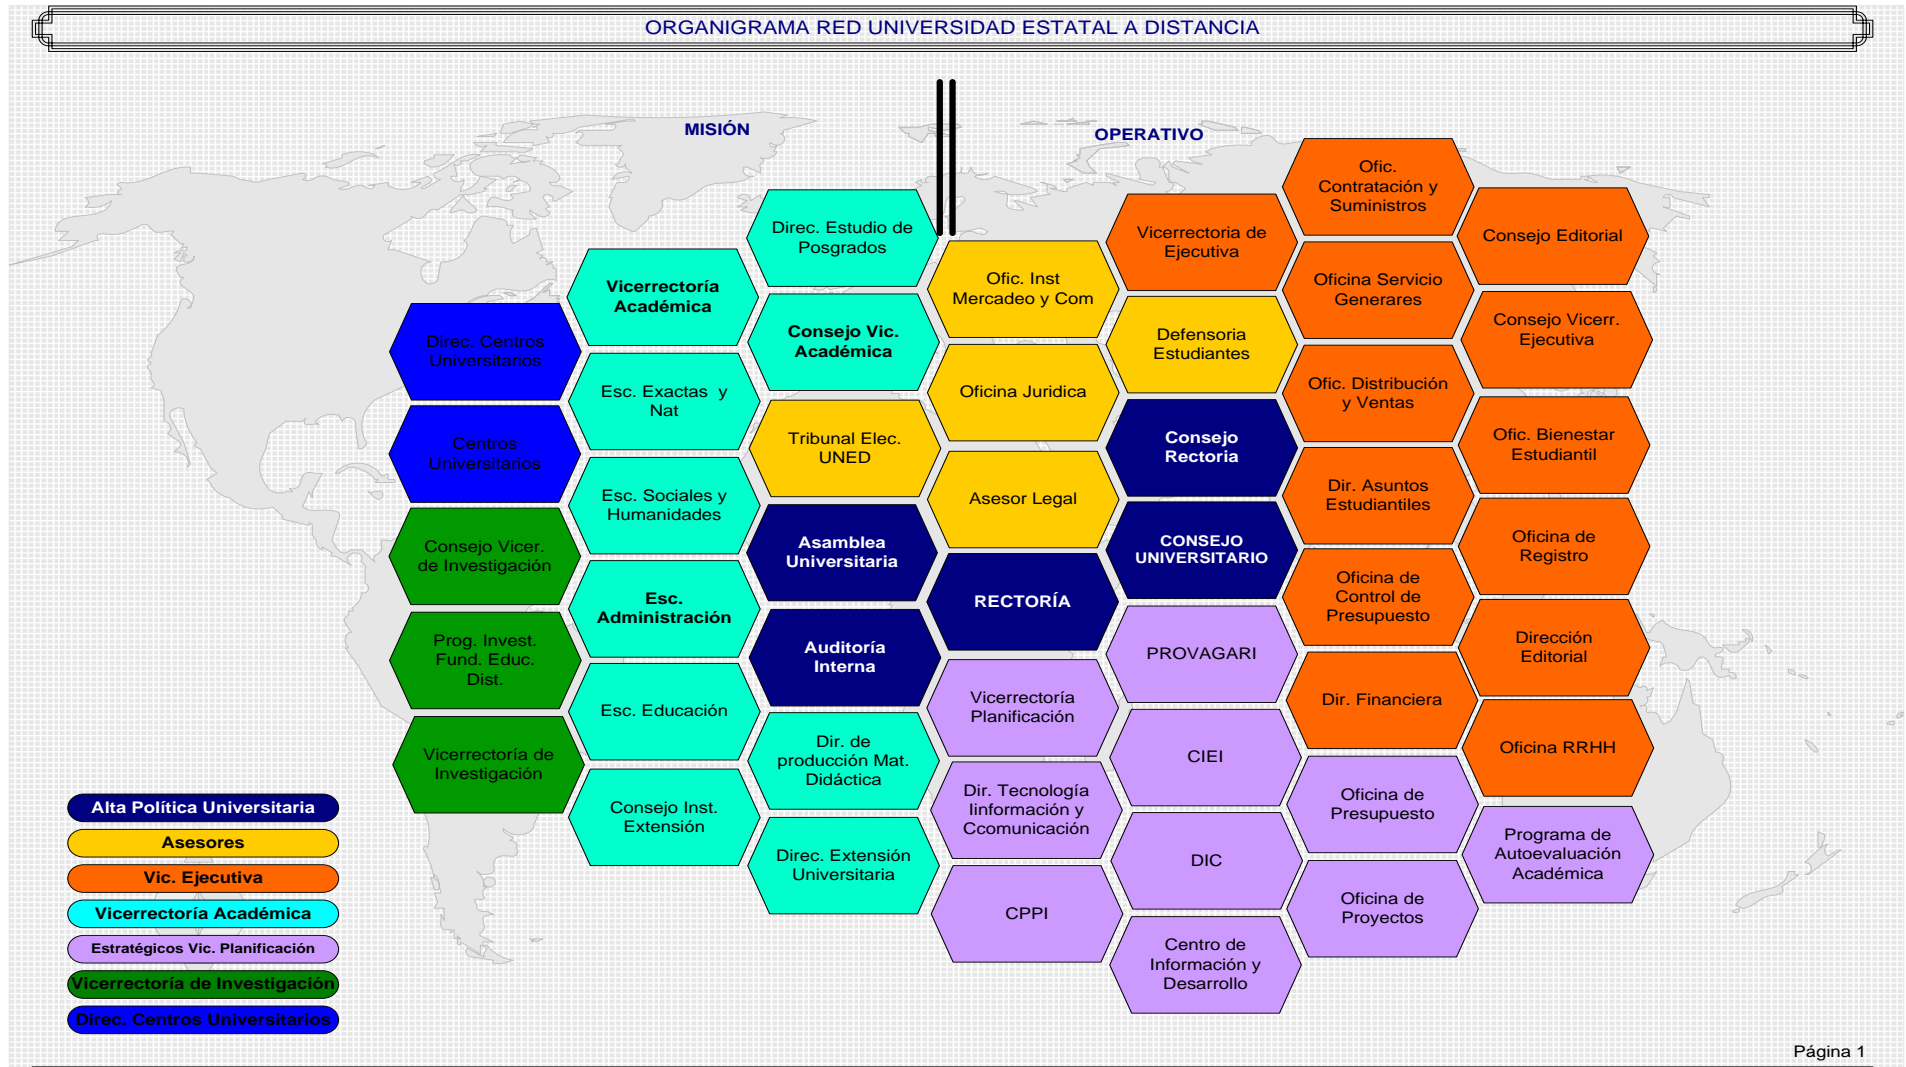 ORGANIGRAMA RED UNIVERSIDAD ESTATAL A DISTANCIA
MISIÓN
OPERATIVO
Direc. Centros
Universitarios
Centros
Universitarios
Consejo Vicer.
de Investigación
Prog. Invest.
Fund. Educ.
Dist.
Vicerrectoría de
Investigación
Vicerrectoría
Académica
Esc. Exactas y
Nat
Esc. Sociales y
Humanidades
Esc.
Administración
Esc. Educación
Consejo Inst.
Extensión
Direc. Estudio de
Posgrados
Consejo Vic.
Académica
Tribunal Elec.
UNED
Asamblea
Universitaria
Auditoría
Interna
Dir. de
producción Mat.
Didáctica
Direc. Extensión
Universitaria
Ofic. Inst
Mercadeo y Com
Oficina Juridica
Asesor Legal
RECTORÍA
Vicerrectoría
Planificación
Dir. Tecnología
Iinformación y
Ccomunicación
CPPI
Vicerrectoria de
Ejecutiva
Defensoria
Estudiantes
Consejo
Rectoria
CONSEJO
UNIVERSITARIO
PROVAGARI
CIEI
DIC
Centro de
Información y
Desarrollo
Ofic.
Contratación y
Suministros
Oficina Servicio
Generares
Ofic. Distribución
y Ventas
Dir. Asuntos
Estudiantiles
Oficina de
Control de
Presupuesto
Dir. Financiera
Oficina de
Presupuesto
Oficina de
Proyectos
Consejo Editorial
Consejo Vicerr.
Ejecutiva
Ofic. Bienestar
Estudiantil
Oficina de
Registro
Dirección
Editorial
Oficina RRHH
Programa de
Autoevaluación
Académica
Alta Política Universitaria
Asesores
Vic. Ejecutiva
Vicerrectoría Académica
Estratégicos Vic. Planificación
Vicerrectoría de Investigación
Direc. Centros Universitarios
Página 1